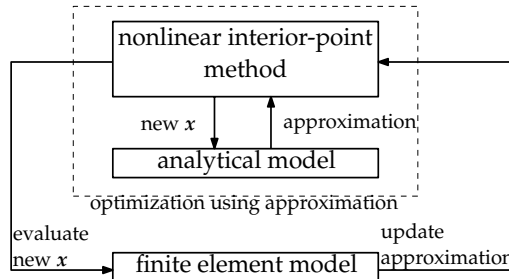 nonlinear interior-point
method
new x
approximation
analytical model
optimization using approximation
evaluate
new x
finite element model
update
approximation